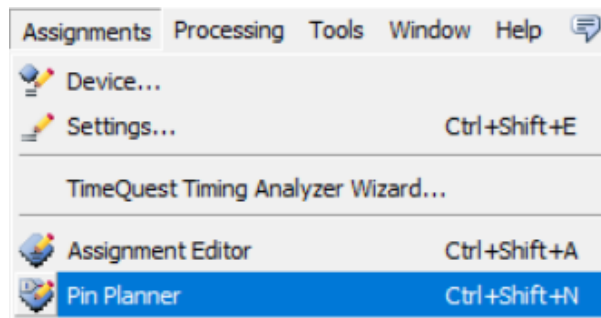 Assignments Processing Tools Window Help
Device...
Settings... Ctrl+Shift+E
TimeQuest Timing Analyzer Wizard...
Assignment Editor Ctrl+Shift+A
Pin Planner Ctrl+Shift+N